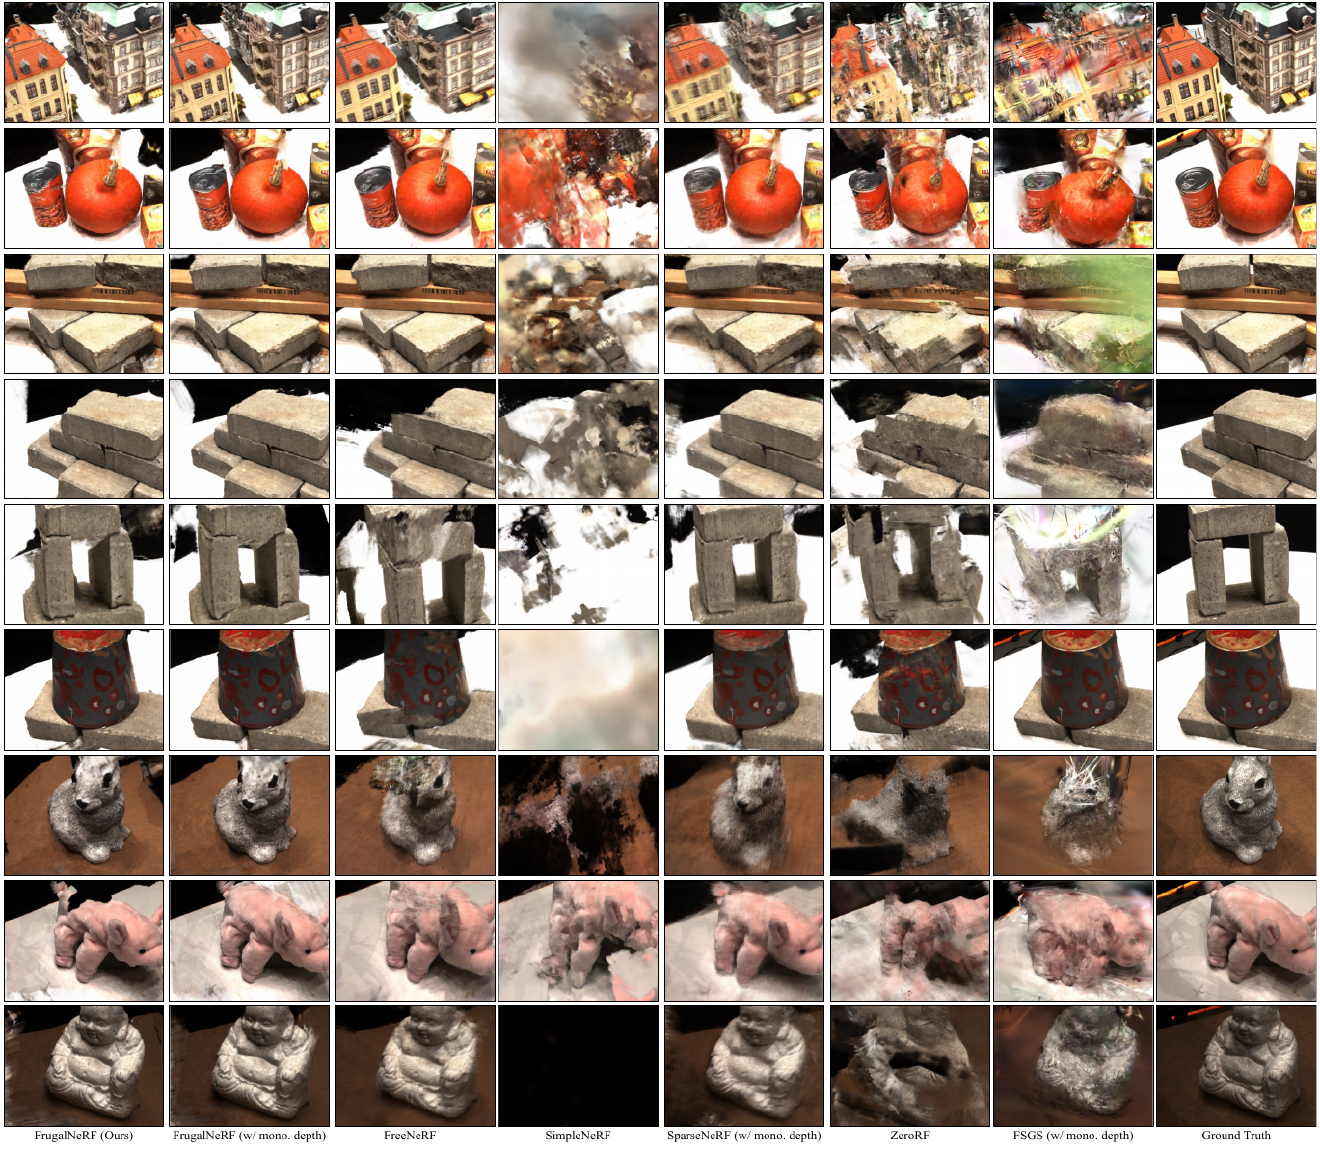 FrugalNeRF (Ours)
FrugalNeRF (w/ mono. depth)
FreeNeRF
SimpleNeRF
SparseNeRF (w/ mono. depth)
ZeroRF
FSGS (w/ mono. depth)
Ground Truth